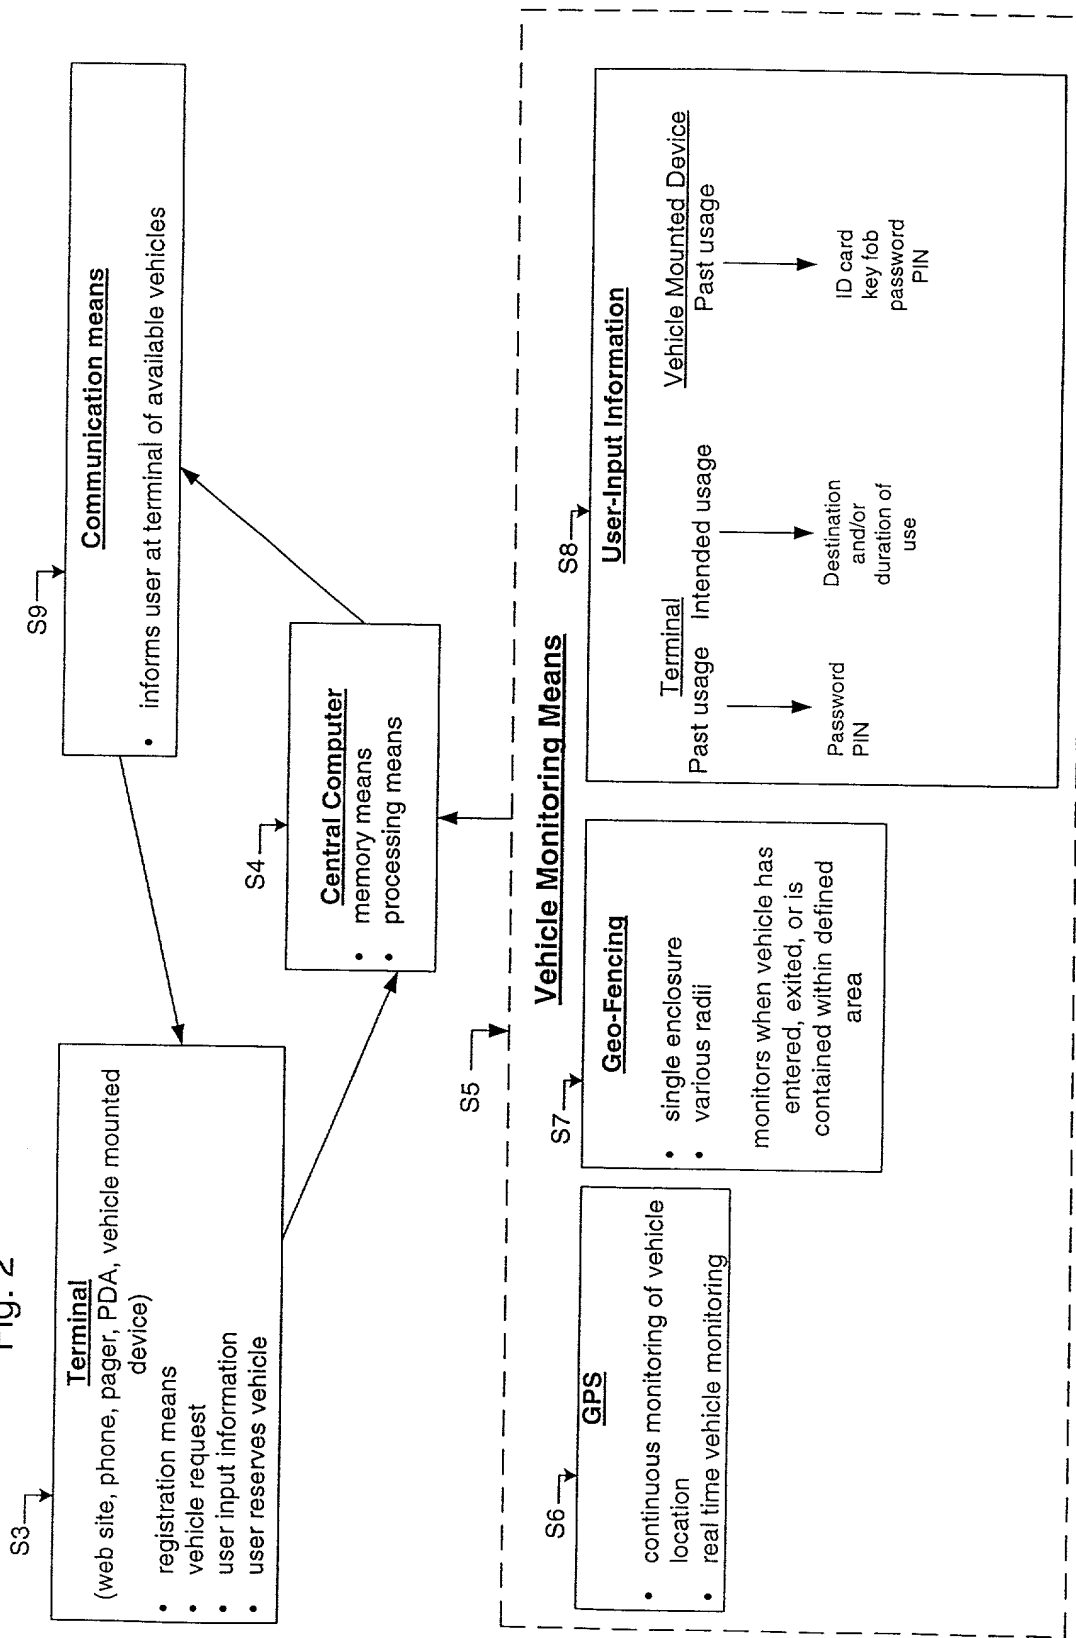 Fig. 2
S3
Terminal
(web site, phone, pager, PDA, vehicle mounted
device)
• registration means
• vehicle request
• user input information
• user reserves vehicle
S9
Communication means
• informs user at terminal of available vehicles
S4
Central Computer
• memory means
• processing means
S5
Vehicle Monitoring Means
S6
GPS
• continuous monitoring of vehicle
location
• real time vehicle monitoring
S7
Geo-Fencing
• single enclosure
• various radii
monitors when vehicle has
entered, exited, or is
contained within defined
area
S8
User-Input Information
Terminal
Past usage Intended usage
Password
PIN
Destination
and/or
duration of
use
Vehicle Mounted Device
Past usage
ID card
key fob
password
PIN